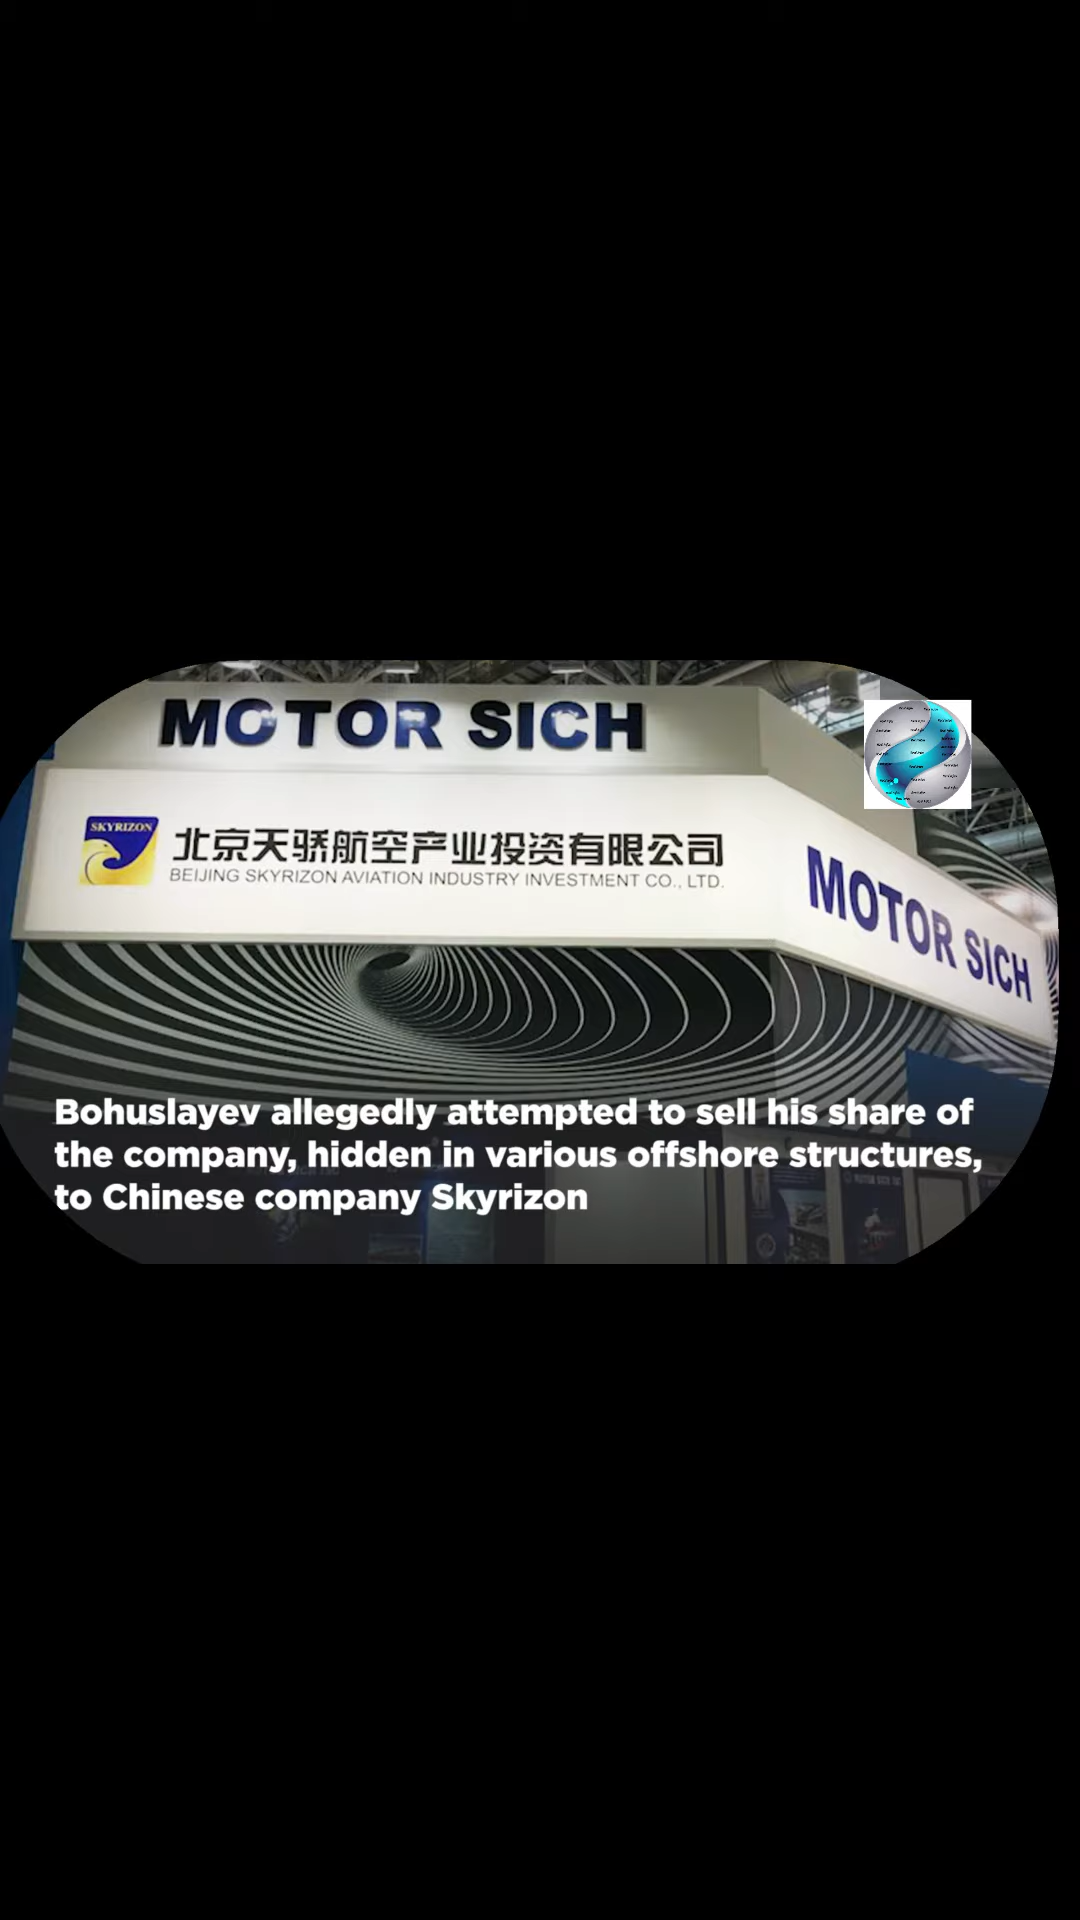 MOTOR SICH
SKYRIZON
北京天骄航空产业投资有限公司
BEIJING SKYRIZON AVIATION INDUSTRY INVESTMENT CO., LTD.
MOTOR SICH
Bohuslayev allegedly attempted to sell his share of
the company, hidden in various offshore structures,
to Chinese company Skyrizon